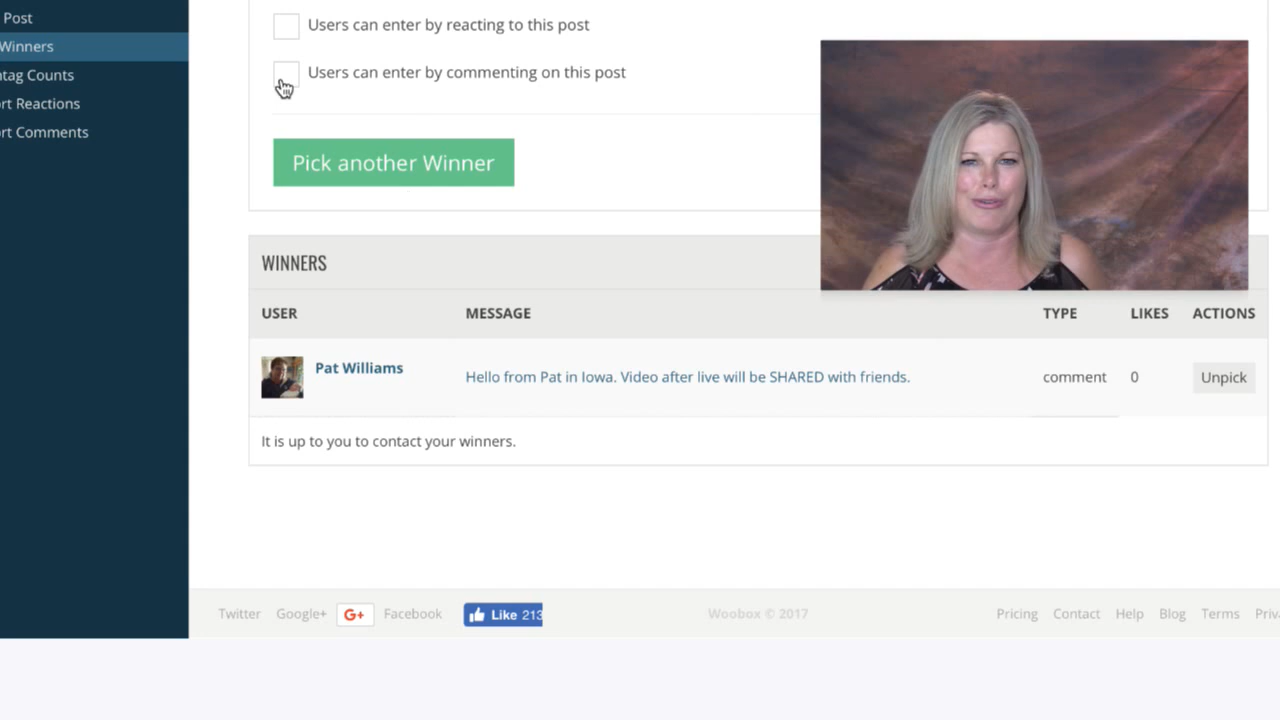 Post
Winners
tag Counts
rt Reactions
rt Comments
Users can enter by reacting to this post
Users can enter by commenting on this post
Pick another Winner
WINNERS
USER MESSAGE TYPE LIKES ACTIONS
Pat Williams Hello from Pat in Iowa. Video after live will be SHARED with friends. comment 0 Unpick
It is up to you to contact your winners.
Twitter Google+ G+ Facebook Like 213 Woobox © 2017 Pricing Contact Help Blog Terms Priv